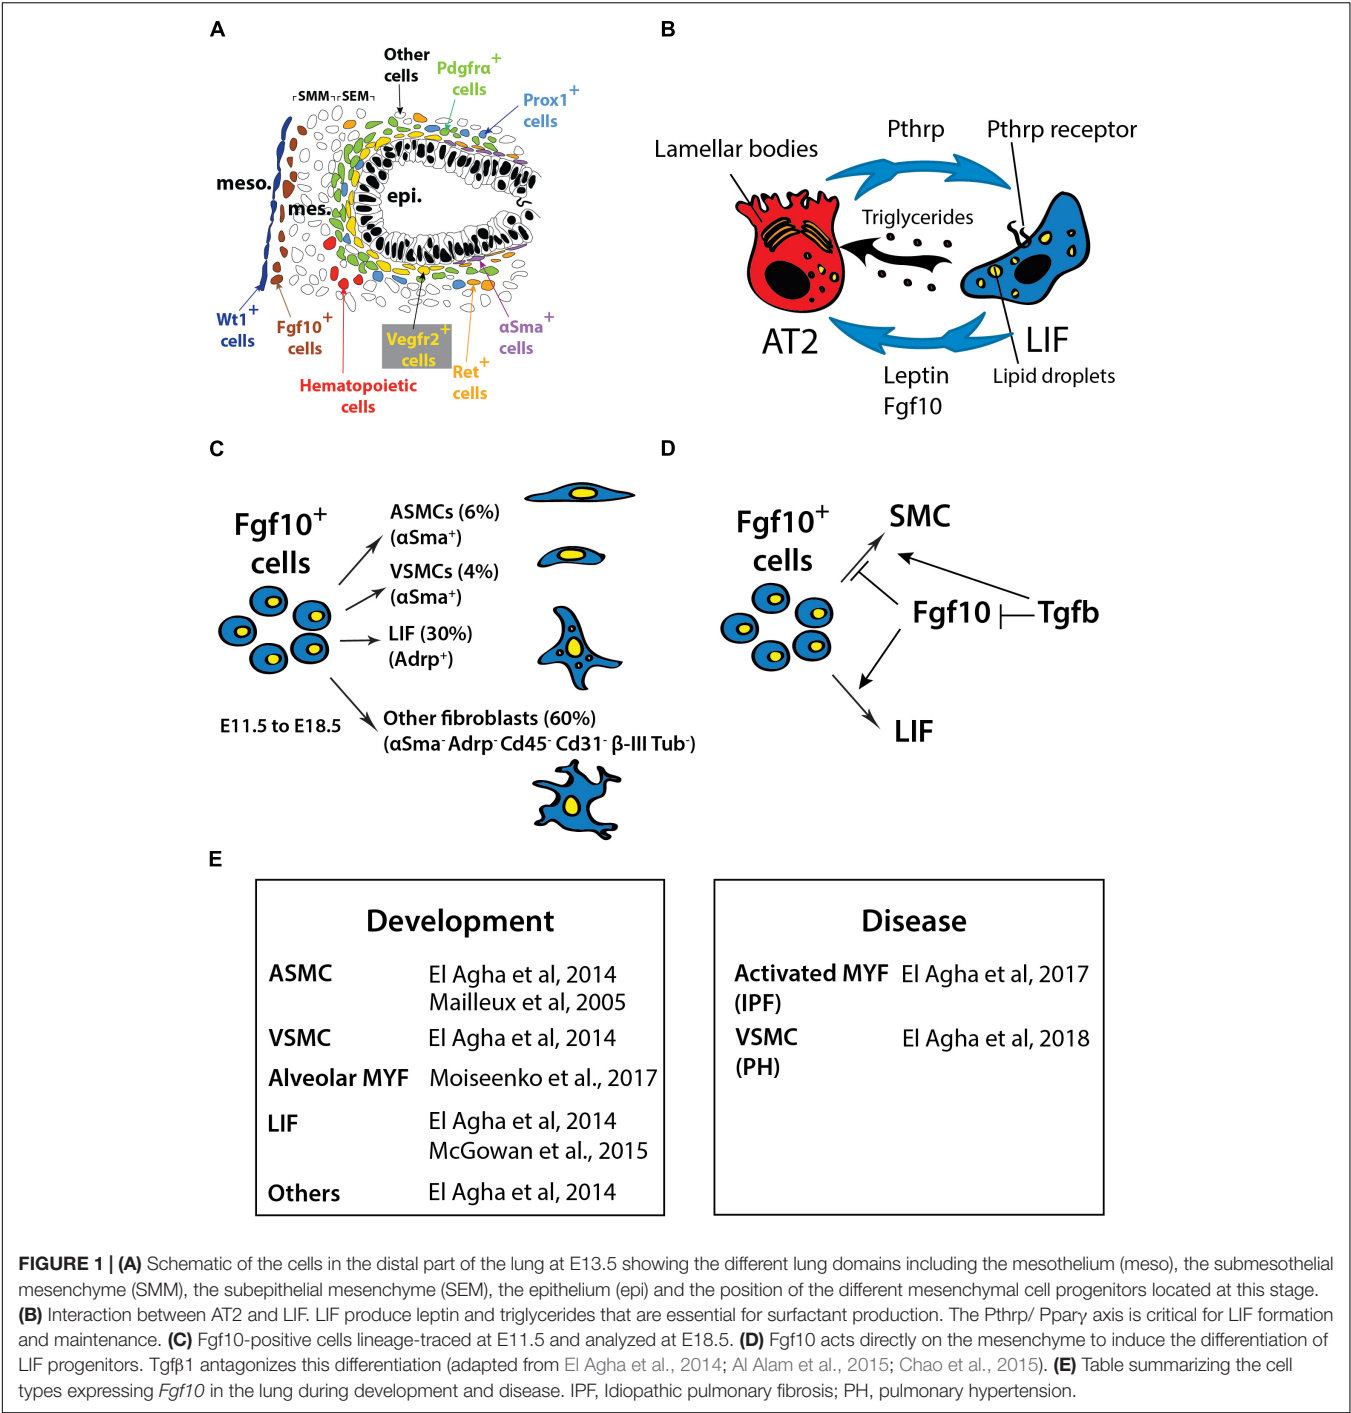 A
Other
cells
Pdgfrα+
cells
Prox1+
cells
SMM
SEM
meso.
mes.
epi.
Wt1+
cells
Fgf10+
cells
Hematopoietic
cells
Vegfr2+
cells
Ret+
cells
αSma+
cells
B
Pthrp
Pthrp receptor
Lamellar bodies
Triglycerides
AT2
LIF
Leptin
Fgf10
Lipid droplets
C
Fgf10+
cells
ASMCs (6%)
(αSma+)
VSMCs (4%)
(αSma+)
LIF (30%)
(Adrp+)
E11.5 to E18.5
Other fibroblasts (60%)
(αSma- Adrp- Cd45- Cd31- β-III Tub-)
D
Fgf10+
cells
SMC
Fgf10
Tgfb
LIF
E
Development
ASMC El Agha et al, 2014
Mailleux et al, 2005
VSMC El Agha et al, 2014
Alveolar MYF Moiseenko et al., 2017
LIF El Agha et al, 2014
McGowan et al., 2015
Others El Agha et al, 2014
Disease
Activated MYF El Agha et al, 2017
(IPF)
VSMC El Agha et al, 2018
(PH)
FIGURE 1 | (A) Schematic of the cells in the distal part of the lung at E13.5 showing the different lung domains including the mesothelium (meso), the submesothelial
mesenchyme (SMM), the subepithelial mesenchyme (SEM), the epithelium (epi) and the position of the different mesenchymal cell progenitors located at this stage.
(B) Interaction between AT2 and LIF. LIF produce leptin and triglycerides that are essential for surfactant production. The Pthrp/ Pparγ axis is critical for LIF formation
and maintenance. (C) Fgf10-positive cells lineage-traced at E11.5 and analyzed at E18.5. (D) Fgf10 acts directly on the mesenchyme to induce the differentiation of
LIF progenitors. Tgfβ1 antagonizes this differentiation (adapted from El Agha et al., 2014; Al Alam et al., 2015; Chao et al., 2015). (E) Table summarizing the cell
types expressing Fgf10 in the lung during development and disease. IPF, Idiopathic pulmonary fibrosis; PH, pulmonary hypertension.